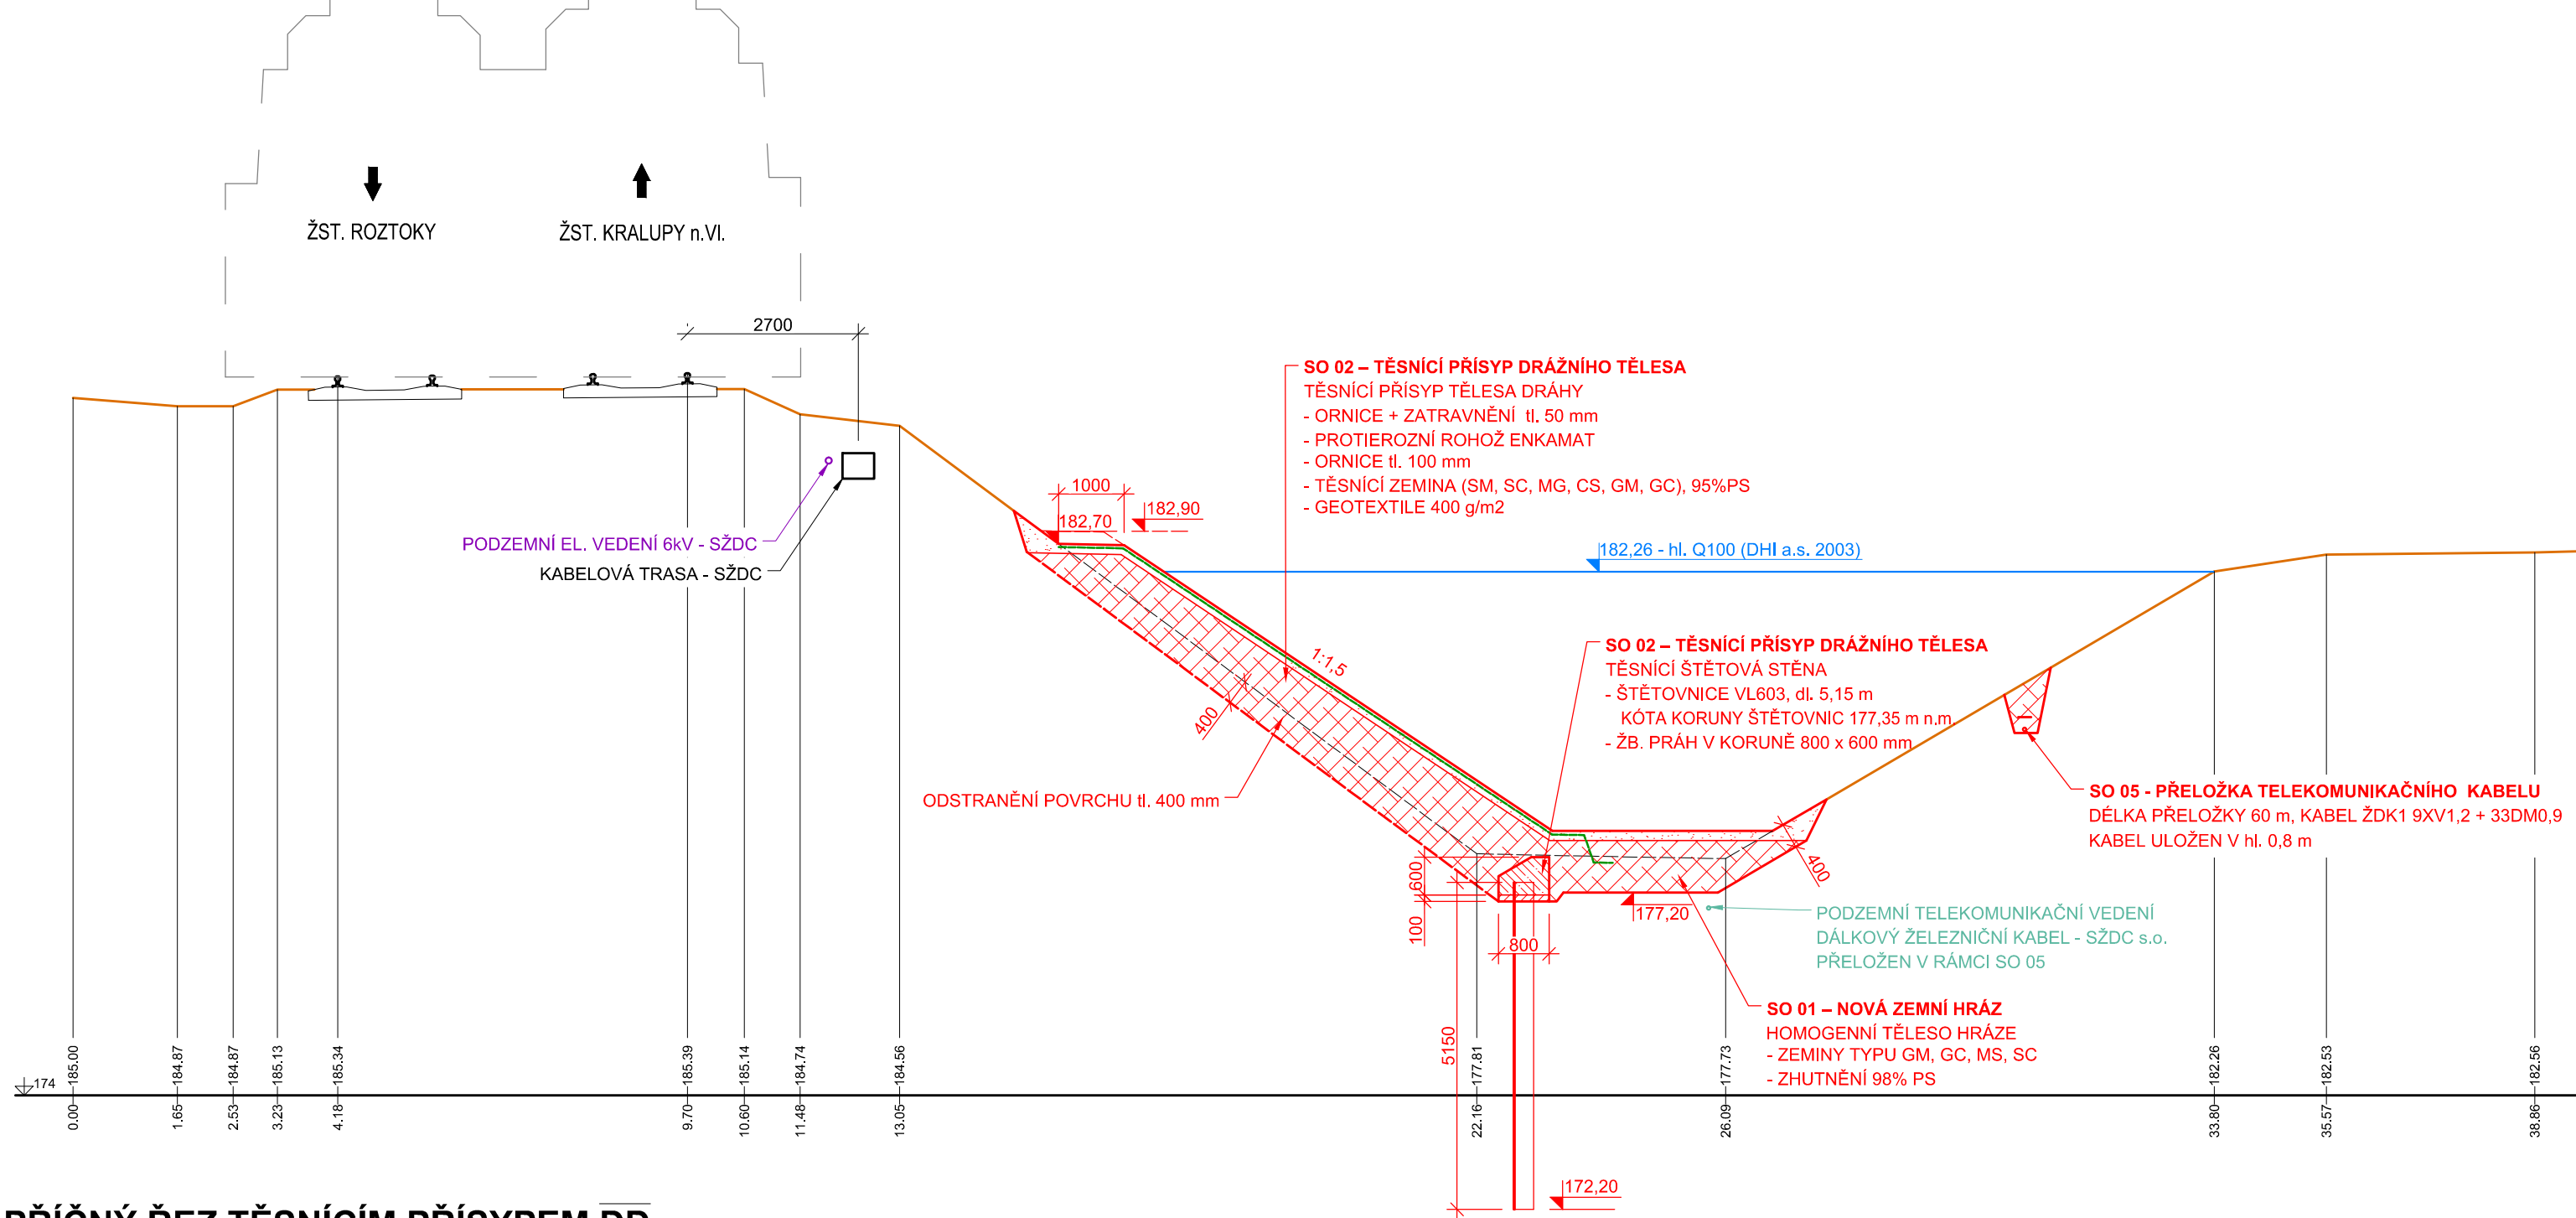 ŽST. ROZTOKY
ŽST. KRALUPY n.Vl.
2700
PODZEMNÍ EL. VEDENÍ 6kV - SŽDC
KABELOVÁ TRASA - SŽDC
1000
182,70
182,90
SO 02 – TĚSNÍCÍ PŘÍSYP DRÁŽNÍHO TĚLESA
TĚSNÍCÍ PŘÍSYP TĚLESA DRÁHY
- ORNICE + ZATRAVNĚNÍ tl. 50 mm
- PROTIEROZNÍ ROHOŽ ENKAMAT
- ORNICE tl. 100 mm
- TĚSNÍCÍ ZEMINA (SM, SC, MG, CS, GM, GC), 95%PS
- GEOTEXTILE 400 g/m2
182,26 - hl. Q100 (DHI a.s. 2003)
1:1,5
SO 02 – TĚSNÍCÍ PŘÍSYP DRÁŽNÍHO TĚLESA
TĚSNÍCÍ ŠTĚTOVÁ STĚNA
- ŠTĚTOVNICE VL603, dl. 5,15 m
KÓTA KORUNY ŠTĚTOVNIC 177,35 m n.m.
- ŽB. PRÁH V KORUNĚ 800 x 600 mm
400
ODSTRANĚNÍ POVRCHU tl. 400 mm
SO 05 - PŘELOŽKA TELEKOMUNIKAČNÍHO KABELU
DÉLKA PŘELOŽKY 60 m, KABEL ŽDK1 9XV1,2 + 33DM0,9
KABEL ULOŽEN V hl. 0,8 m
400
600
100
800
177,20
PODZEMNÍ TELEKOMUNIKAČNÍ VEDENÍ
DÁLKOVÝ ŽELEZNIČNÍ KABEL - SŽDC s.o.
PŘELOŽEN V RÁMCI SO 05
SO 01 – NOVÁ ZEMNÍ HRÁZ
HOMOGENNÍ TĚLESO HRÁZE
- ZEMINY TYPU GM, GC, MS, SC
- ZHUTNĚNÍ 98% PS
5150
174
185.00
184.87
184.87
185.13
185.34
185.39
185.14
184.74
184.56
177.81
177.73
182.26
182.53
182.56
0.00
1.65
2.53
3.23
4.18
9.70
10.60
11.48
13.05
22.16
26.09
33.80
35.57
38.86
172,20
PŘÍČNÝ ŘEZ TĚSNÍCÍM PŘÍSYPEM DD